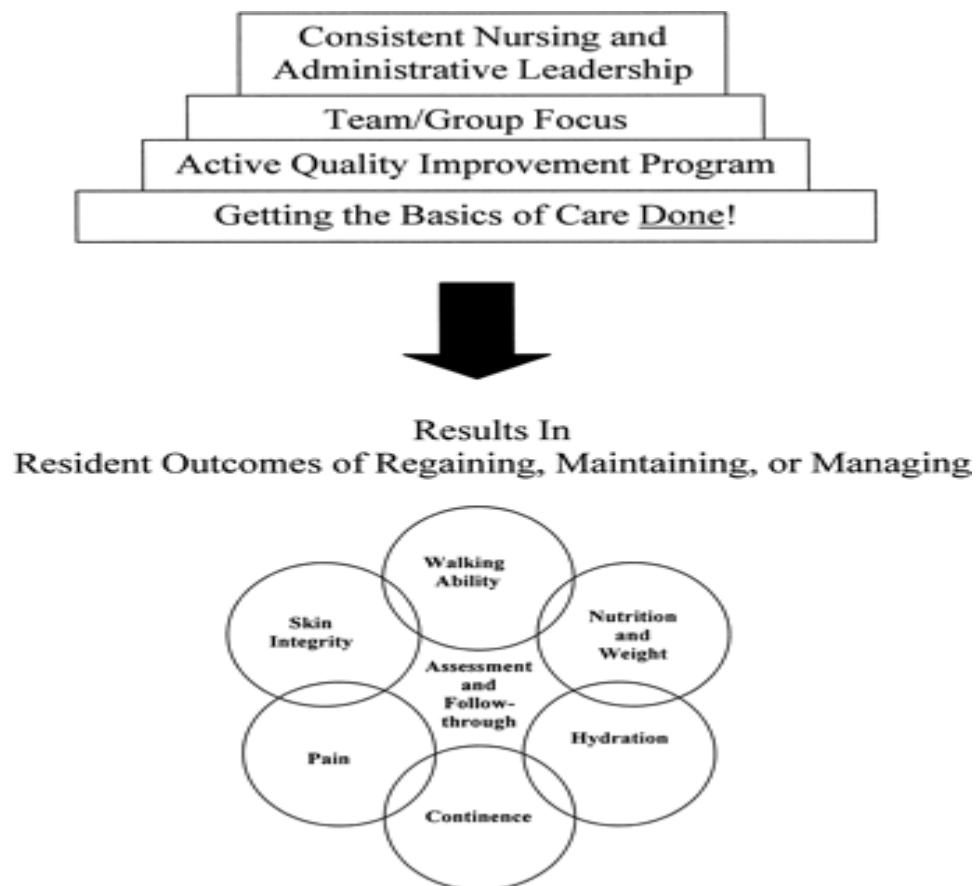 Consistent Nursing and
Administrative Leadership
Team/Group Focus
Active Quality Improvement Program
Getting the Basics of Care Done!
Results In
Resident Outcomes of Regaining, Maintaining, or Managing
Walking
Ability
Skin
Integrity
Nutrition
and
Weight
Assessment
and
Follow-
through
Pain
Hydration
Continence